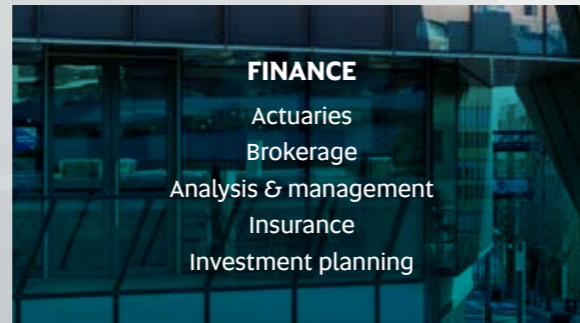 FINANCE
Actuaries
Brokerage
Analysis & management
Insurance
Investment planning